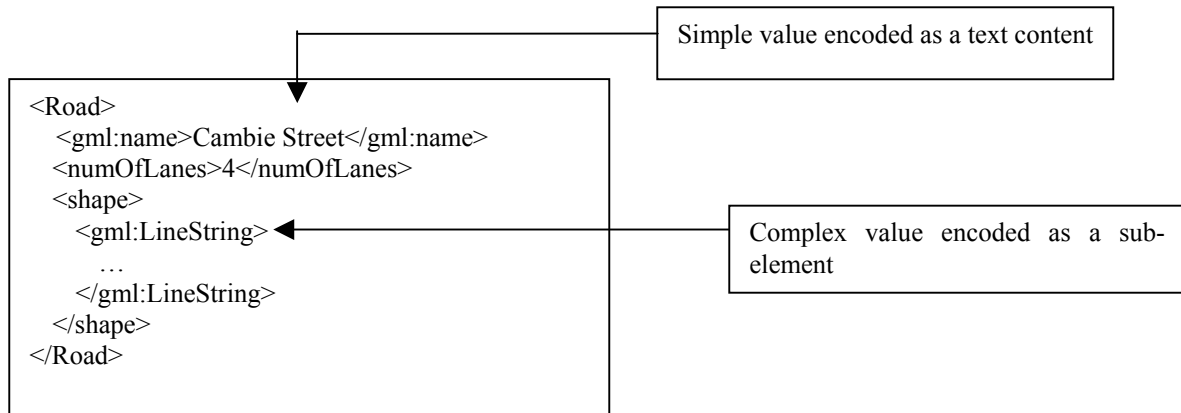 Simple value encoded as a text content
<Road>
<gml:name>Cambie Street</gml:name>
<numOfLanes>4</numOfLanes>
<shape>
<gml:LineString>
…
</gml:LineString>
</shape>
</Road>
Complex value encoded as a sub-
element